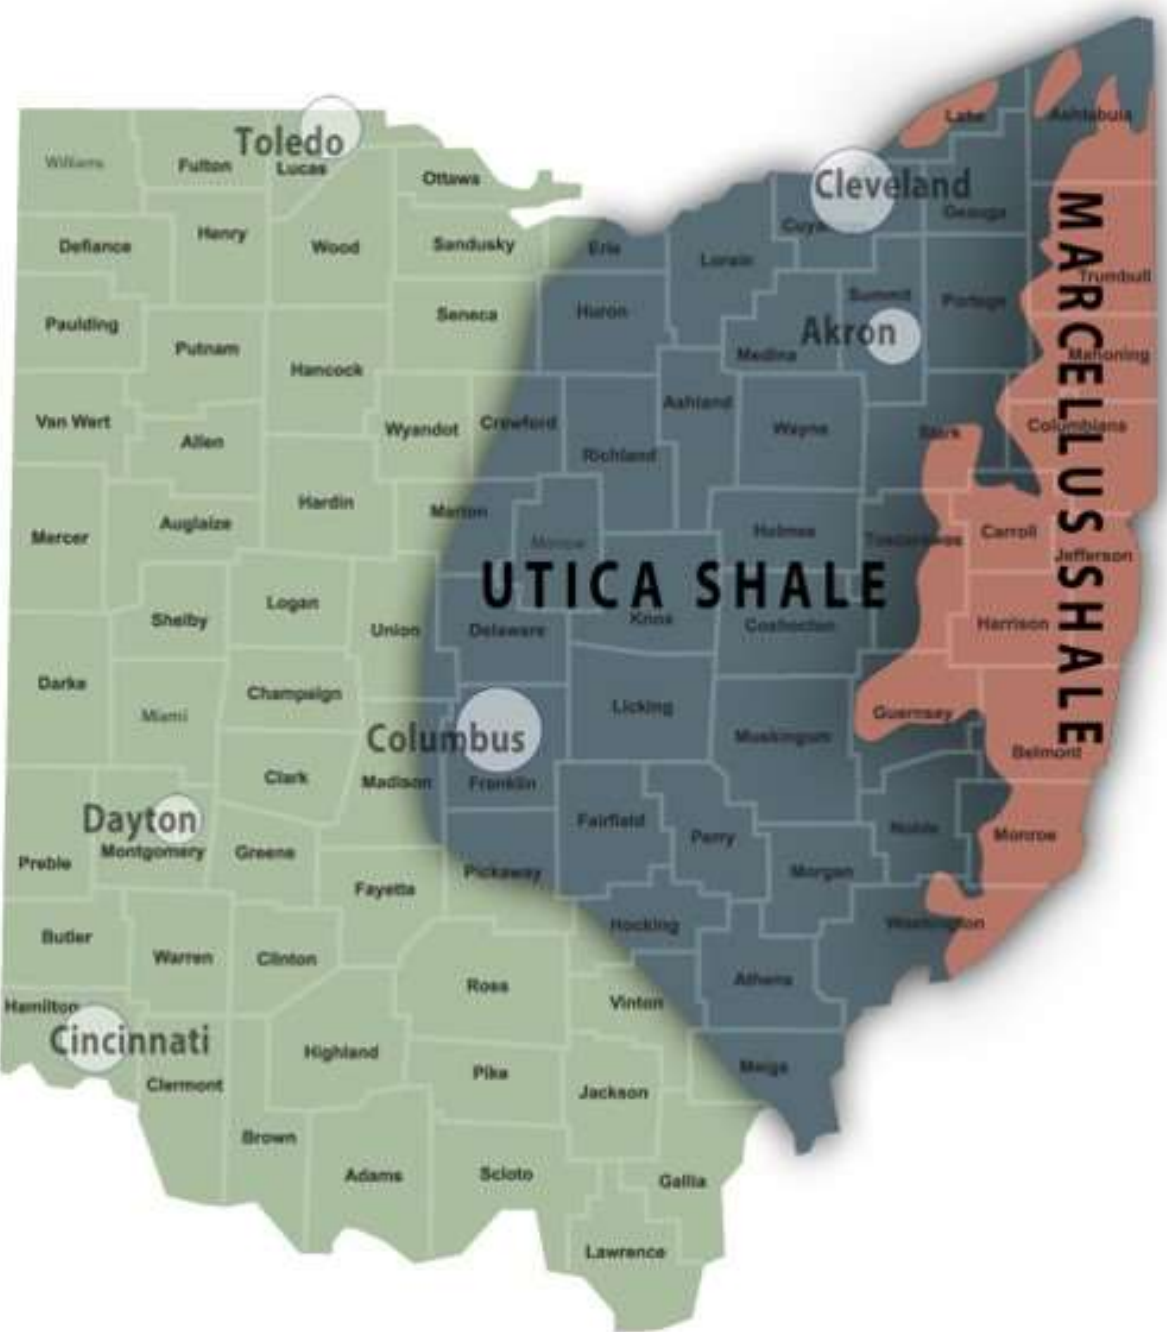 Lake
Ashtabula
Toledo
Williams
Fulton
Lucas
Ottawa
Cleveland
Geauga
Cuya
Defiance
Henry
Wood
Sandusky
Erie
Lorain
Trumbull
Paulding
Putnam
Hancock
Seneca
Huron
Summit
Portage
Akron
Medina
Mahoning
MARCELLUS SHALE
Van Wert
Allen
Wyandot
Crawford
Richland
Ashland
Wayne
Stark
Columbiana
Mercer
Auglaize
Hardin
Marion
Morrow
Holmes
Tuscarawas
Carroll
Jefferson
UTICA SHALE
Shelby
Logan
Union
Delaware
Knox
Coshocton
Harrison
Darke
Miami
Champaign
Licking
Muskingum
Guernsey
Belmont
Columbus
Clark
Madison
Franklin
Dayton
Montgomery
Preble
Greene
Fayette
Pickaway
Fairfield
Perry
Morgan
Noble
Monroe
Butler
Warren
Clinton
Ross
Hocking
Athens
Washington
Vinton
Hamilton
Cincinnati
Clermont
Highland
Pike
Jackson
Meigs
Brown
Adams
Scioto
Gallia
Lawrence